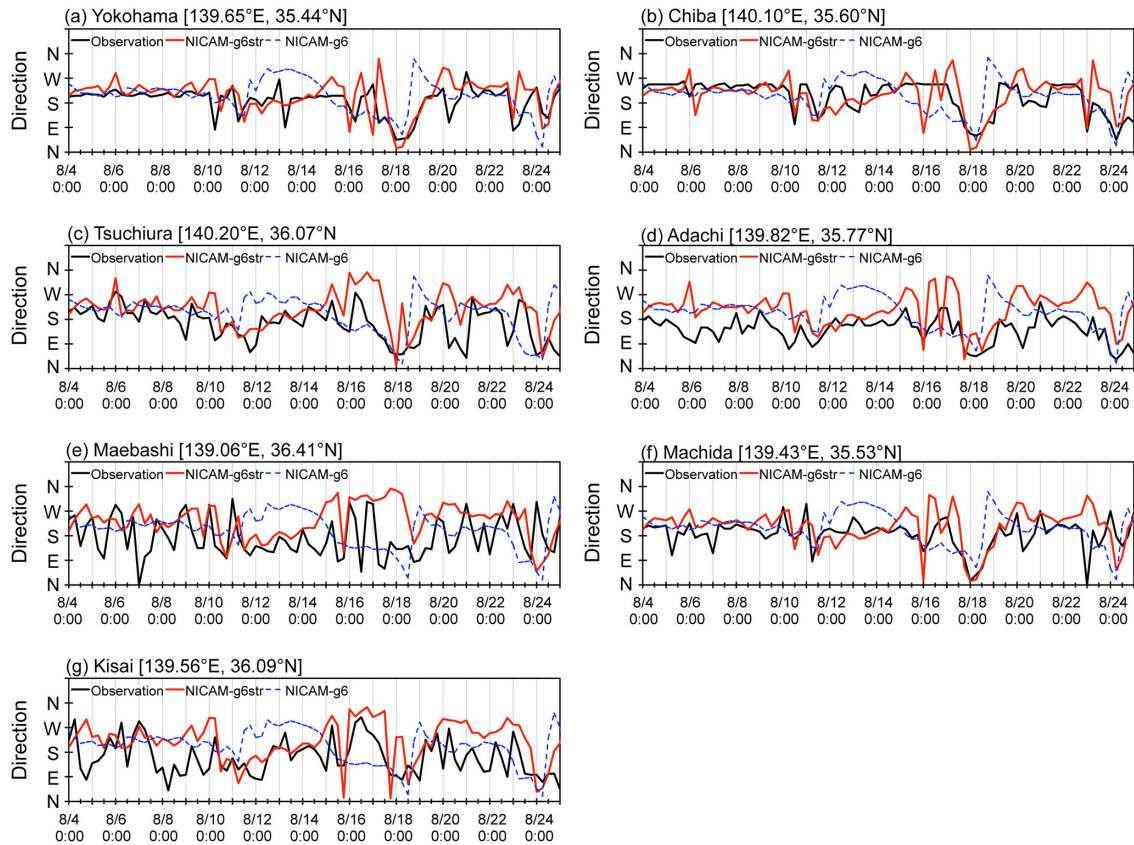 (a) Yokohama [139.65°E, 35.44°N]
Observation NICAM-g6str NICAM-g6
Direction
N
W
S
E
N
8/4 8/6 8/8 8/10 8/12 8/14 8/16 8/18 8/20 8/22 8/24
0:00 0:00 0:00 0:00 0:00 0:00 0:00 0:00 0:00 0:00 0:00
(b) Chiba [140.10°E, 35.60°N]
Observation NICAM-g6str NICAM-g6
Direction
N
W
S
E
N
8/4 8/6 8/8 8/10 8/12 8/14 8/16 8/18 8/20 8/22 8/24
0:00 0:00 0:00 0:00 0:00 0:00 0:00 0:00 0:00 0:00 0:00
(c) Tsuchiura [140.20°E, 36.07°N
Observation NICAM-g6str NICAM-g6
Direction
N
W
S
E
N
8/4 8/6 8/8 8/10 8/12 8/14 8/16 8/18 8/20 8/22 8/24
0:00 0:00 0:00 0:00 0:00 0:00 0:00 0:00 0:00 0:00 0:00
(d) Adachi [139.82°E, 35.77°N]
Observation NICAM-g6str NICAM-g6
Direction
N
W
S
E
N
8/4 8/6 8/8 8/10 8/12 8/14 8/16 8/18 8/20 8/22 8/24
0:00 0:00 0:00 0:00 0:00 0:00 0:00 0:00 0:00 0:00 0:00
(e) Maebashi [139.06°E, 36.41°N]
Observation NICAM-g6str NICAM-g6
Direction
N
W
S
E
N
8/4 8/6 8/8 8/10 8/12 8/14 8/16 8/18 8/20 8/22 8/24
0:00 0:00 0:00 0:00 0:00 0:00 0:00 0:00 0:00 0:00 0:00
(f) Machida [139.43°E, 35.53°N]
Observation NICAM-g6str NICAM-g6
Direction
N
W
S
E
N
8/4 8/6 8/8 8/10 8/12 8/14 8/16 8/18 8/20 8/22 8/24
0:00 0:00 0:00 0:00 0:00 0:00 0:00 0:00 0:00 0:00 0:00
(g) Kisai [139.56°E, 36.09°N]
Observation NICAM-g6str NICAM-g6
Direction
N
W
S
E
N
8/4 8/6 8/8 8/10 8/12 8/14 8/16 8/18 8/20 8/22 8/24
0:00 0:00 0:00 0:00 0:00 0:00 0:00 0:00 0:00 0:00 0:00